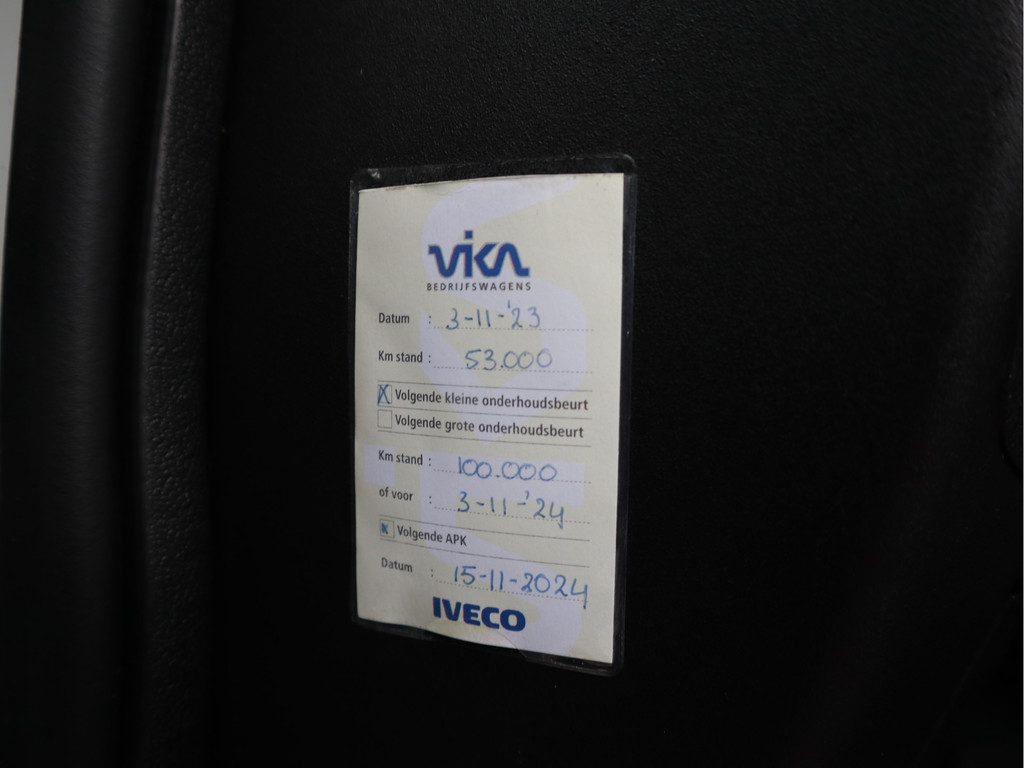 VIKA
BEDRIJFSWAGENS
Datum : 3-11-'23
Km stand : 53.000
X Volgende kleine onderhoudsbeurt
Volgende grote onderhoudsbeurt
Km stand : 100.000
of voor : 3-11-'24
Volgende APK
Datum : 15-11-2024
IVECO